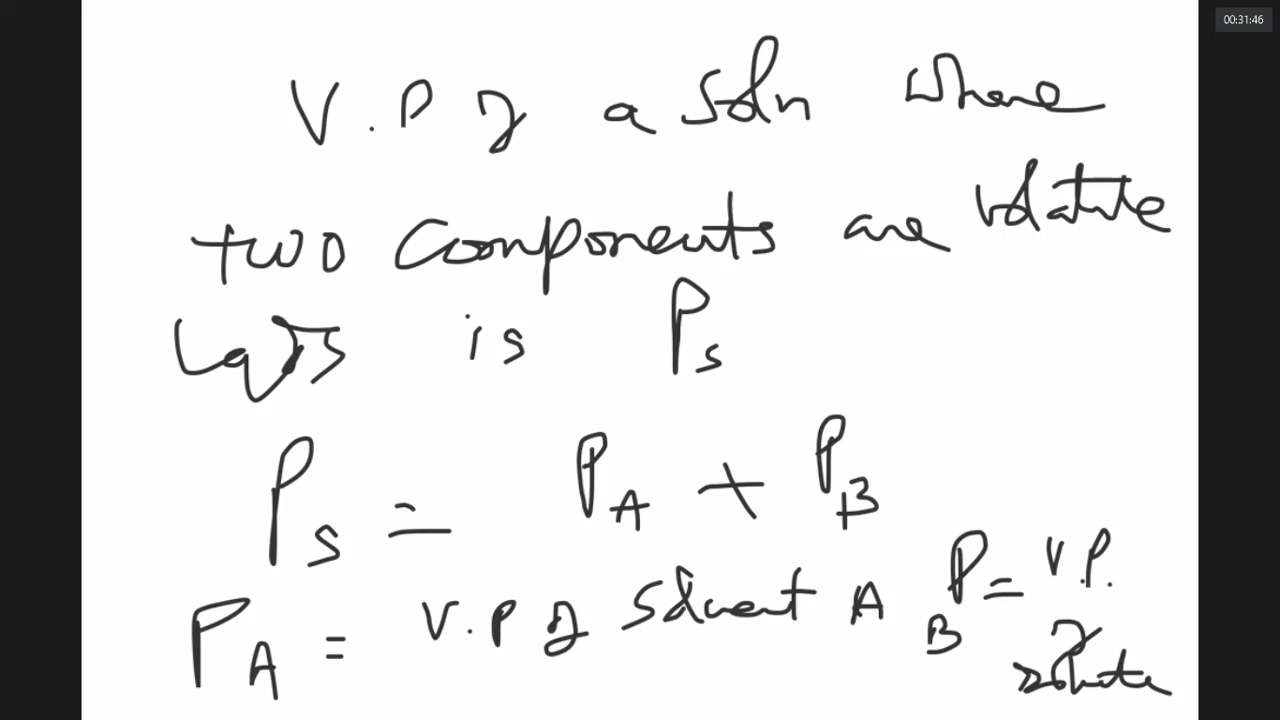 00:31:46
V.P of a soln where
two components are volatile
is Ps
Ps = PA + PB
PA = V.P of solvent A PB = V.P.
of
solute